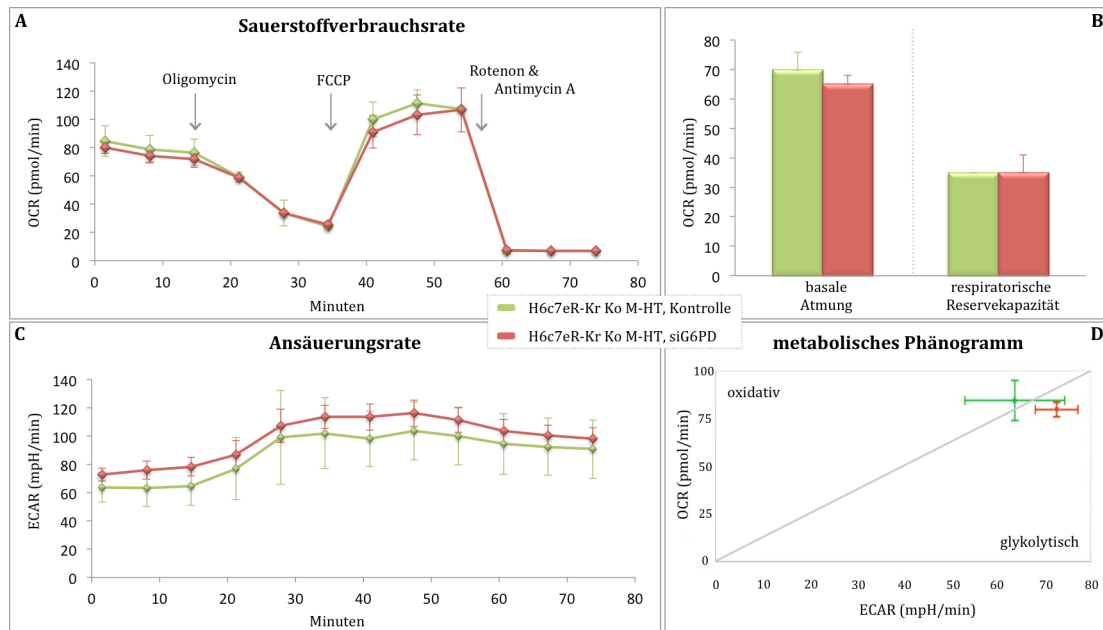 A
Sauerstoffverbrauchsrate
Oligomycin
FCCP
Rotenon &
Antimycin A
OCR (pmol/min)
140
120
100
80
60
40
20
0
0 10 20 30 40 50 60 70 80
Minuten
B
OCR (pmol/min)
80
70
60
50
40
30
20
10
0
basale
Atmung
respiratorische
Reservekapazität
H6c7eR-Kr Ko M-HT, Kontrolle
H6c7eR-Kr Ko M-HT, siG6PD
C
Ansäuerungsrate
ECAR (mpH/min)
140
120
100
80
60
40
20
0
0 10 20 30 40 50 60 70 80
Minuten
metabolisches Phänogramm
D
OCR (pmol/min)
100
75
50
25
0
oxidativ
glykolytisch
0 10 20 30 40 50 60 70 80
ECAR (mpH/min)